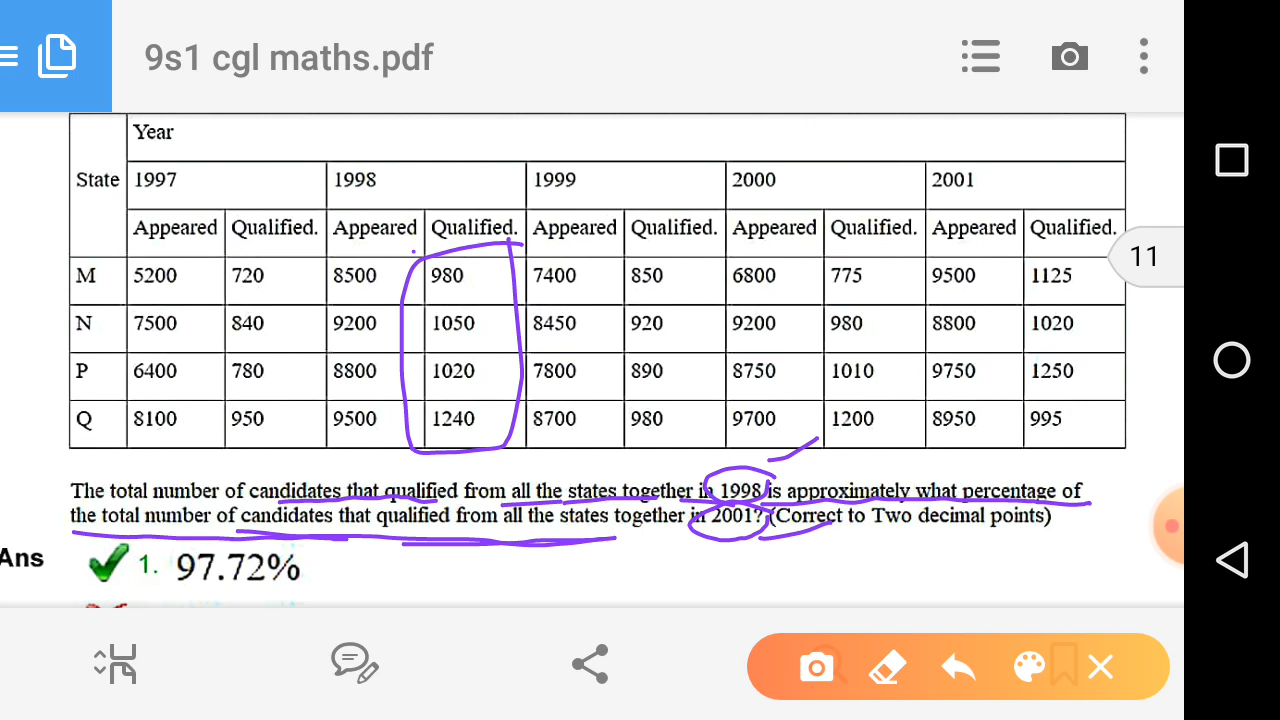 9s1 cgl maths.pdf
State Year
1997 1998 1999 2000 2001
Appeared Qualified. Appeared Qualified. Appeared Qualified. Appeared Qualified. Appeared Qualified.
11
M 5200 720 8500 980 7400 850 6800 775 9500 1125
N 7500 840 9200 1050 8450 920 9200 980 8800 1020
P 6400 780 8800 1020 7800 890 8750 1010 9750 1250
Q 8100 950 9500 1240 8700 980 9700 1200 8950 995
The total number of candidates that qualified from all the states together in 1998 is approximately what percentage of
the total number of candidates that qualified from all the states together in 2001? (Correct to Two decimal points)
Ans 1. 97.72%